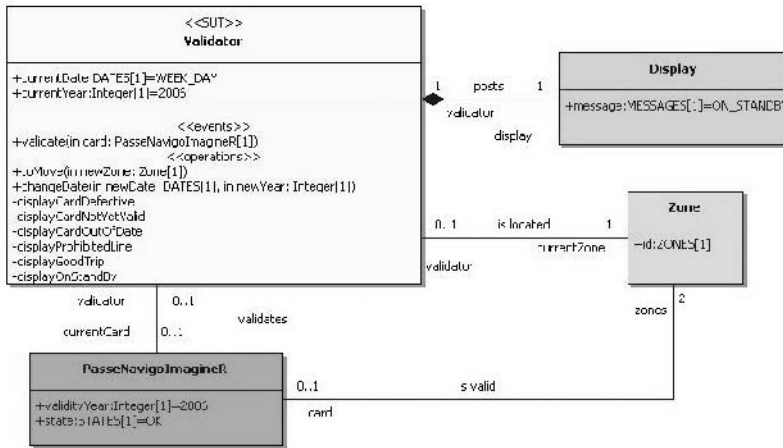 <<SUT>>
Validator
+currentDate:DATES[1]=WEEK_DAY
+currentYear:Integer[1]=2006
<<events>>
+validate(in card: PasseNavigoImagineR[1])
<<operations>>
+toMove(in newZone: Zone[1])
+changeDate(in newDate: DATES[1], in newYear: Integer[1])
-displayCardDefective
-displayCardNotYetValid
-displayCardOutOfDate
-displayProhibtedLine
-displayGoodTrip
-displayOnStandBy
1 posts 1
validator
display
Display
+message:MESSAGES[1]=ON_STANDBY
0..1 is located 1
currentZone
validator
Zone
-id:ZONES[1]
validator 0..1
validates
currentCard 0..1
zones 2
PasseNavigoImagineR
+validityYear:Integer[1]=2006
+state:STATES[1]=OK
0..1 is valid
card